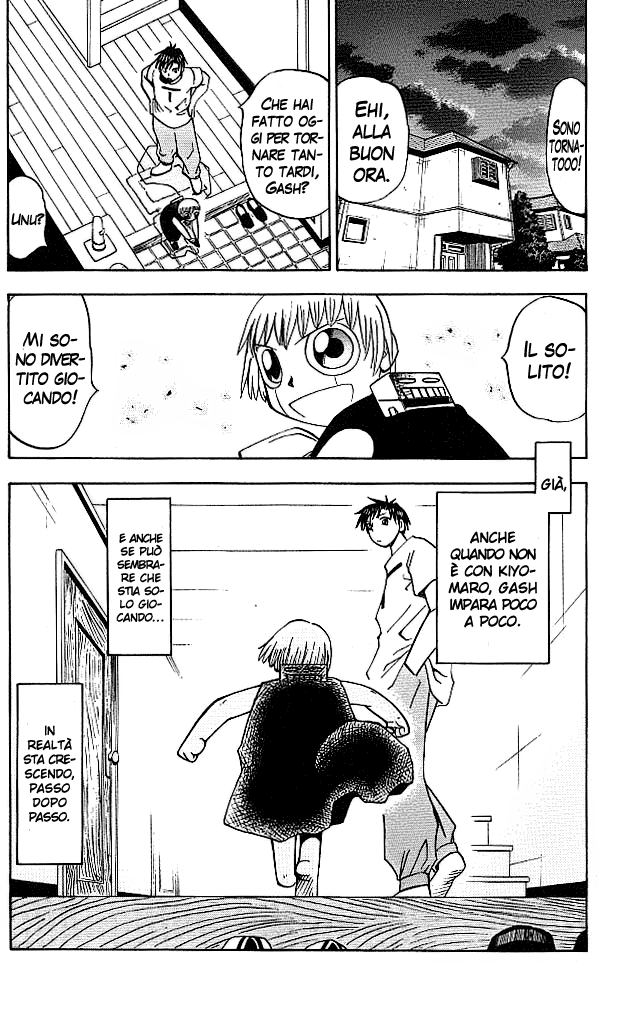 SONO
TORNA-
TOOO!
EHI,
ALLA
BUON
ORA.
CHE HAI
FATTO OG-
GI PER TOR-
NARE TAN-
TO TARDI,
GASH?
UNU?
IL SO-
LITO!
MI SO-
NO DIVER-
TITO GIO-
CANDO!
GIÀ,
ANCHE
QUANDO NON
È CON KIYO-
MARO, GASH
IMPARA POCO
A POCO.
E ANCHE
SE PUÒ
SEMBRA-
RE CHE
STIA SO-
LO GIO-
CANDO...
IN
REALTÀ
STA CRE-
SCENDO,
PASSO
DOPO
PASSO.